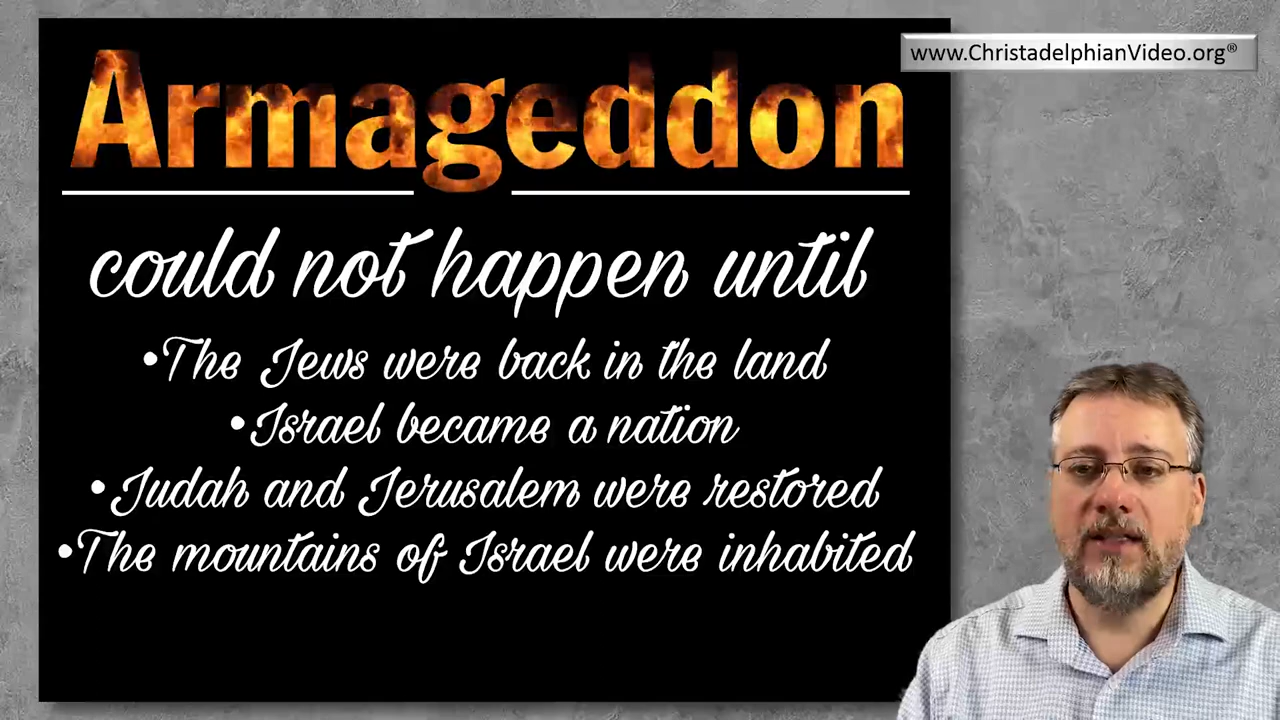 www.ChristadelphianVideo.org®
Armageddon
could not happen until
•The Jews were back in the land
•Israel became a nation
•Judah and Jerusalem were restored
•The mountains of Israel were inhabited